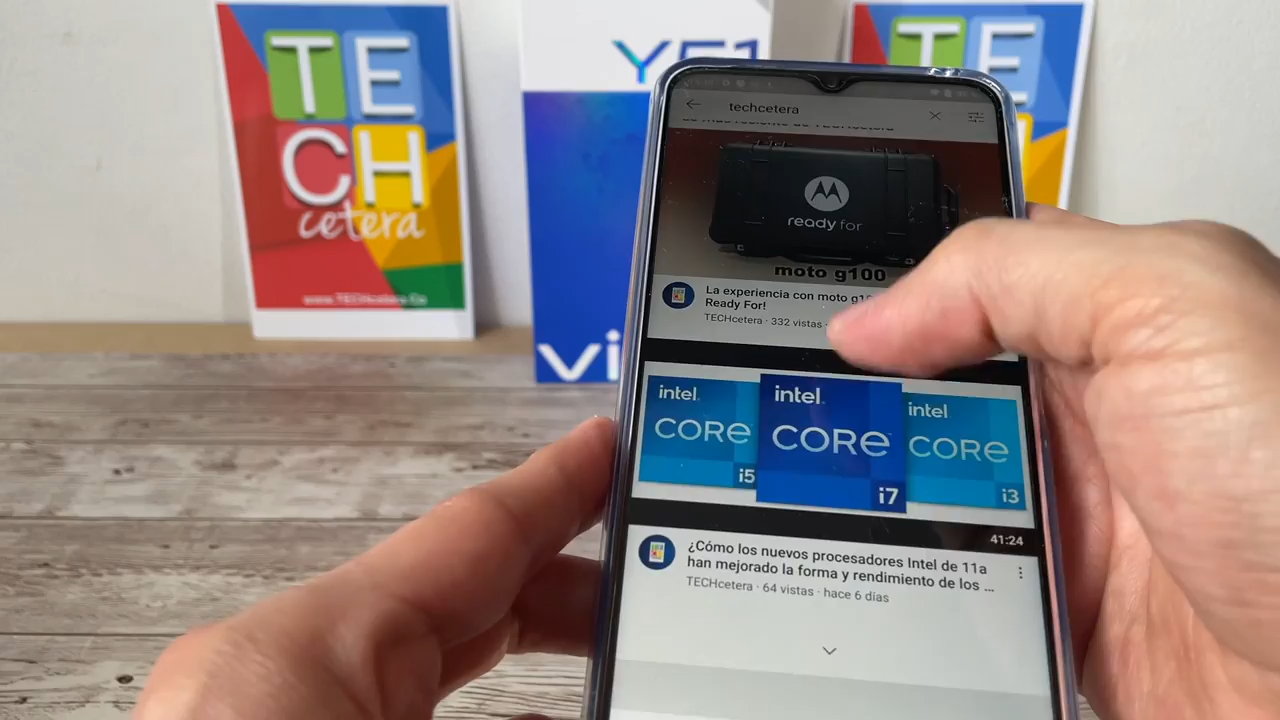 TE
CH
cetera
www.TECHcetera.Co
Y51
vi
TE
techcetera
ready for
moto g100
La experiencia con moto g10
Ready For!
TECHcetera · 332 vistas
intel
CORE
i5
intel
CORE
i7
intel
CORE
i3
41:24
¿Cómo los nuevos procesadores Intel de 11a
han mejorado la forma y rendimiento de los ...
TECHcetera · 64 vistas · hace 6 días